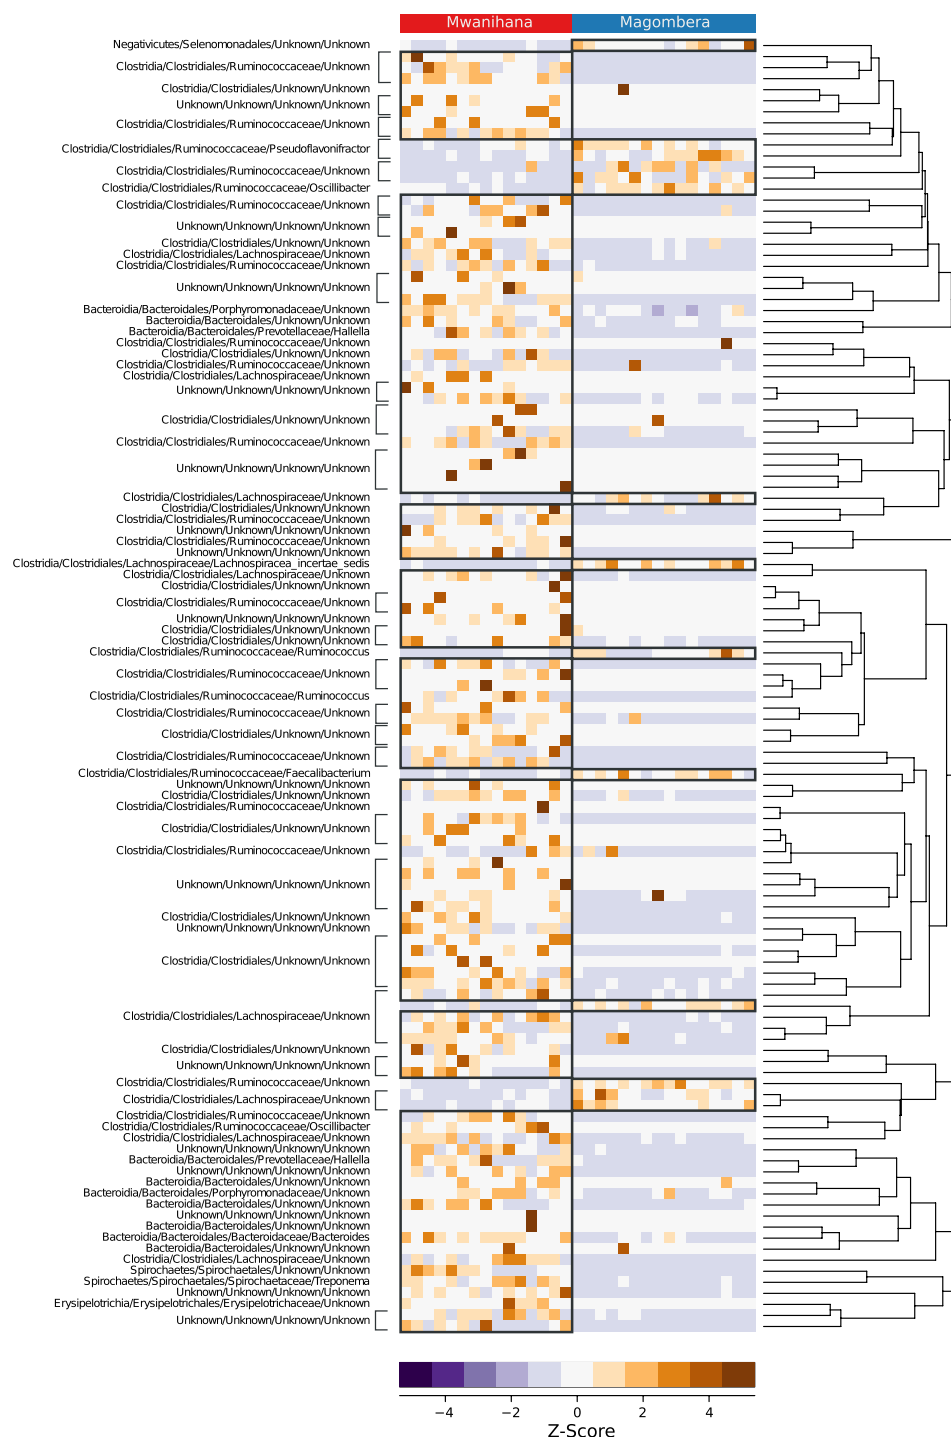 Mwanihana Magombera
Negativicutes/Selenomonadales/Unknown/Unknown
Clostridia/Clostridiales/Ruminococcaceae/Unknown
Clostridia/Clostridiales/Unknown/Unknown
Unknown/Unknown/Unknown/Unknown
Clostridia/Clostridiales/Ruminococcaceae/Unknown
Clostridia/Clostridiales/Ruminococcaceae/Pseudoflavonifractor
Clostridia/Clostridiales/Ruminococcaceae/Unknown
Clostridia/Clostridiales/Ruminococcaceae/Oscillibacter
Clostridia/Clostridiales/Ruminococcaceae/Unknown
Unknown/Unknown/Unknown/Unknown
Clostridia/Clostridiales/Unknown/Unknown
Clostridia/Clostridiales/Lachnospiraceae/Unknown
Clostridia/Clostridiales/Ruminococcaceae/Unknown
Unknown/Unknown/Unknown/Unknown
Bacteroidia/Bacteroidales/Porphyromonadaceae/Unknown
Bacteroidia/Bacteroidales/Unknown/Unknown
Bacteroidia/Bacteroidales/Prevotellaceae/Hallella
Clostridia/Clostridiales/Ruminococcaceae/Unknown
Clostridia/Clostridiales/Unknown/Unknown
Clostridia/Clostridiales/Ruminococcaceae/Unknown
Clostridia/Clostridiales/Lachnospiraceae/Unknown
Unknown/Unknown/Unknown/Unknown
Clostridia/Clostridiales/Unknown/Unknown
Clostridia/Clostridiales/Ruminococcaceae/Unknown
Unknown/Unknown/Unknown/Unknown
Clostridia/Clostridiales/Lachnospiraceae/Unknown
Clostridia/Clostridiales/Unknown/Unknown
Clostridia/Clostridiales/Ruminococcaceae/Unknown
Unknown/Unknown/Unknown/Unknown
Clostridia/Clostridiales/Ruminococcaceae/Unknown
Unknown/Unknown/Unknown/Unknown
Clostridia/Clostridiales/Lachnospiraceae/Lachnospiracea_incertae_sedis
Clostridia/Clostridiales/Lachnospiraceae/Unknown
Clostridia/Clostridiales/Unknown/Unknown
Clostridia/Clostridiales/Ruminococcaceae/Unknown
Unknown/Unknown/Unknown/Unknown
Clostridia/Clostridiales/Unknown/Unknown
Clostridia/Clostridiales/Unknown/Unknown
Clostridia/Clostridiales/Ruminococcaceae/Ruminococcus
Clostridia/Clostridiales/Ruminococcaceae/Unknown
Clostridia/Clostridiales/Ruminococcaceae/Ruminococcus
Clostridia/Clostridiales/Ruminococcaceae/Unknown
Clostridia/Clostridiales/Unknown/Unknown
Clostridia/Clostridiales/Ruminococcaceae/Unknown
Clostridia/Clostridiales/Ruminococcaceae/Faecalibacterium
Unknown/Unknown/Unknown/Unknown
Clostridia/Clostridiales/Unknown/Unknown
Clostridia/Clostridiales/Ruminococcaceae/Unknown
Clostridia/Clostridiales/Unknown/Unknown
Clostridia/Clostridiales/Ruminococcaceae/Unknown
Unknown/Unknown/Unknown/Unknown
Clostridia/Clostridiales/Unknown/Unknown
Unknown/Unknown/Unknown/Unknown
Clostridia/Clostridiales/Unknown/Unknown
Clostridia/Clostridiales/Lachnospiraceae/Unknown
Clostridia/Clostridiales/Unknown/Unknown
Unknown/Unknown/Unknown/Unknown
Clostridia/Clostridiales/Ruminococcaceae/Unknown
Clostridia/Clostridiales/Lachnospiraceae/Unknown
Clostridia/Clostridiales/Ruminococcaceae/Unknown
Clostridia/Clostridiales/Ruminococcaceae/Oscillibacter
Clostridia/Clostridiales/Lachnospiraceae/Unknown
Unknown/Unknown/Unknown/Unknown
Bacteroidia/Bacteroidales/Prevotellaceae/Hallella
Unknown/Unknown/Unknown/Unknown
Bacteroidia/Bacteroidales/Unknown/Unknown
Bacteroidia/Bacteroidales/Porphyromonadaceae/Unknown
Bacteroidia/Bacteroidales/Unknown/Unknown
Unknown/Unknown/Unknown/Unknown
Bacteroidia/Bacteroidales/Unknown/Unknown
Bacteroidia/Bacteroidales/Bacteroidaceae/Bacteroides
Bacteroidia/Bacteroidales/Unknown/Unknown
Clostridia/Clostridiales/Lachnospiraceae/Unknown
Spirochaetes/Spirochaetales/Unknown/Unknown
Spirochaetes/Spirochaetales/Spirochaetaceae/Treponema
Unknown/Unknown/Unknown/Unknown
Erysipelotrichia/Erysipelotrichales/Erysipelotrichaceae/Unknown
Unknown/Unknown/Unknown/Unknown
−4 −2 0 2 4
Z-Score